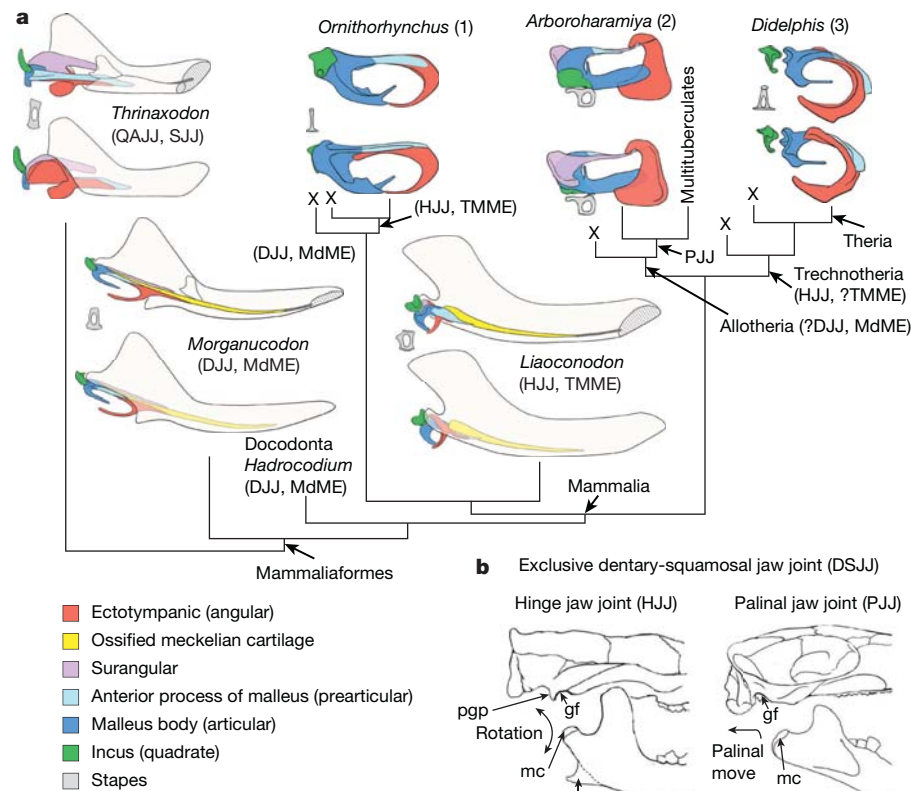 a
Ornithorhynchus (1)
Arboroharamiya (2)
Didelphis (3)
Thrinaxodon
(QAJJ, SJJ)
Multituberculates
X
X
(HJJ, TMME)
X
X
X
PJJ
Theria
(DJJ, MdME)
Trechnotheria
(HJJ, ?TMME)
Allotheria (?DJJ, MdME)
Morganucodon
(DJJ, MdME)
Liaoconodon
(HJJ, TMME)
Docodonta
Hadrocodium
(DJJ, MdME)
Mammalia
Mammaliaformes
b
Exclusive dentary-squamosal jaw joint (DSJJ)
Hinge jaw joint (HJJ)
Palinal jaw joint (PJJ)
pgp
gf
Rotation
mc
gf
Palinal
move
mc
Ectotympanic (angular)
Ossified meckelian cartilage
Surangular
Anterior process of malleus (prearticular)
Malleus body (articular)
Incus (quadrate)
Stapes